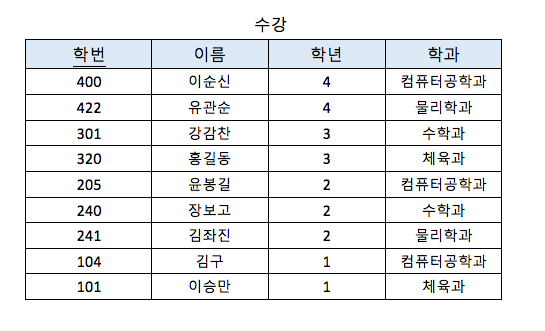 수강
학번 이름 학년 학과
400 이순신 4 컴퓨터공학과
422 유관순 4 물리학과
301 강감찬 3 수학과
320 홍길동 3 체육과
205 윤봉길 2 컴퓨터공학과
240 장보고 2 수학과
241 김좌진 2 물리학과
104 김구 1 컴퓨터공학과
101 이승만 1 체육과